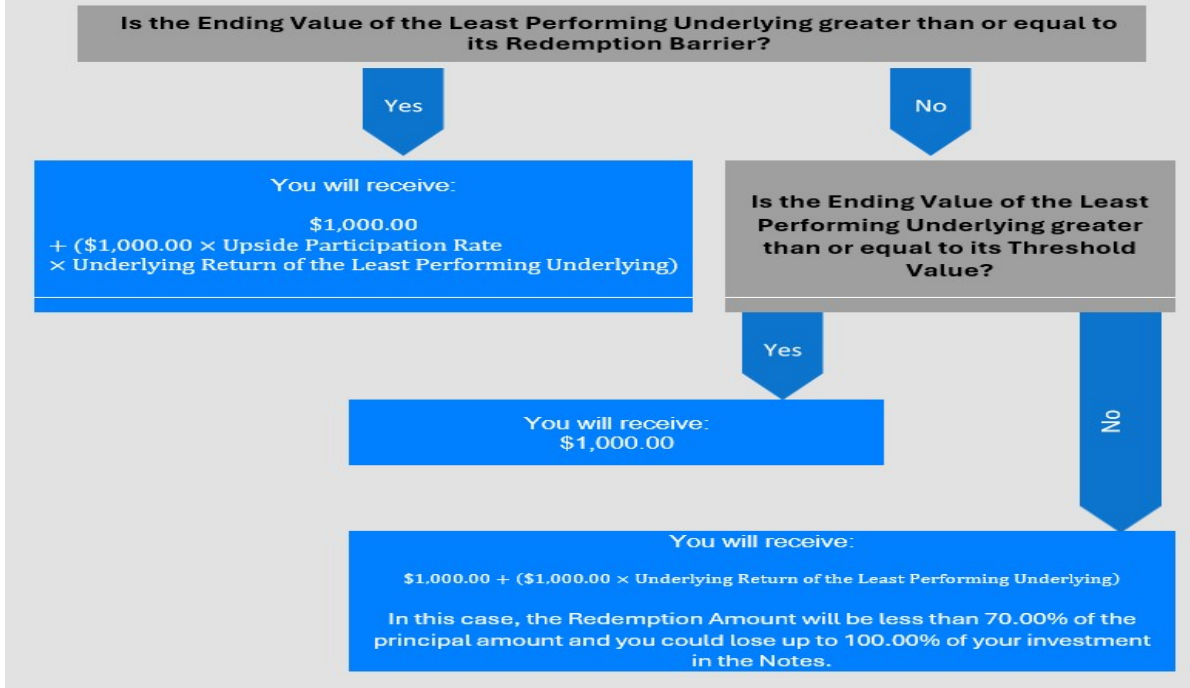 Is the Ending Value of the Least Performing Underlying greater than or equal to
its Redemption Barrier?
Yes
No
You will receive:
$1,000.00
+ ($1,000.00 × Upside Participation Rate
× Underlying Return of the Least Performing Underlying)
Is the Ending Value of the Least
Performing Underlying greater
than or equal to its Threshold
Value?
Yes
No
You will receive:
$1,000.00
You will receive:
$1,000.00 + ($1,000.00 × Underlying Return of the Least Performing Underlying)
In this case, the Redemption Amount will be less than 70.00% of the
principal amount and you could lose up to 100.00% of your investment
in the Notes.